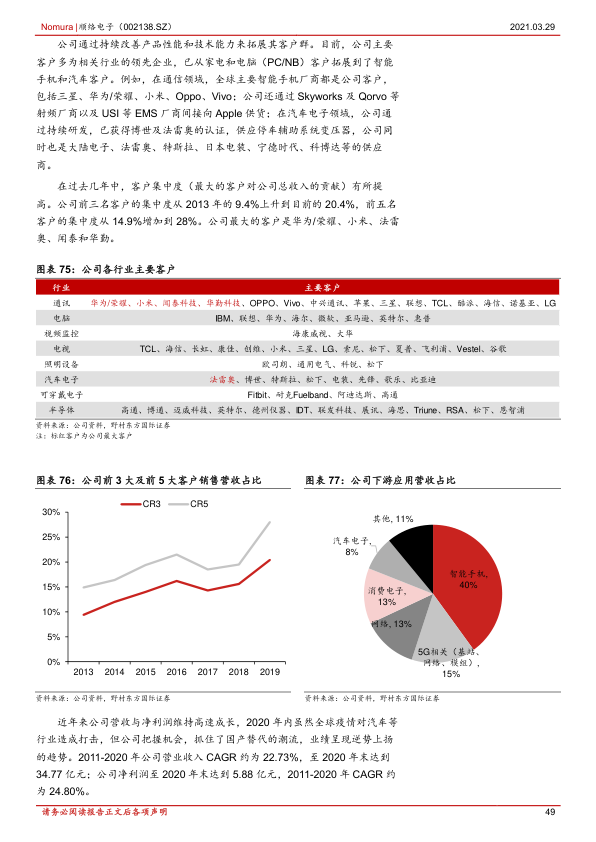 Nomura |顺络电子（002138.SZ）
2021.03.29
公司通过持续改善产品性能和技术能力来拓展其客户群。目前，公司主要
客户多为相关行业的领先企业，已从家电和电脑（PC/NB）客户拓展到了智能
手机和汽车客户。例如，在通信领域，全球主要智能手机厂商都是公司客户，
包括三星、华为/荣耀、小米、Oppo、Vivo；公司还通过 Skyworks 及 Qorvo 等
射频厂商以及 USI 等 EMS 厂商间接向 Apple 供货；在汽车电子领域，公司通
过持续研发，已获得博世及法雷奥的认证，供应停车辅助系统变压器，公司同
时也是大陆电子、法雷奥、特斯拉、日本电装、宁德时代、科博达等的供应
商。
在过去几年中，客户集中度（最大的客户对公司总收入的贡献）有所提
高。公司前三名客户的集中度从 2013 年的 9.4%上升到目前的 20.4%，前五名
客户的集中度从 14.9%增加到 28%。公司最大的客户是华为/荣耀、小米、法雷
奥、闻泰和华勤。
图表 75：公司各行业主要客户
行业 主要客户
通讯 华为/荣耀、小米、闻泰科技、华勤科技、OPPO、Vivo、中兴通讯、苹果、三星、联想、TCL、酷派、海信、诺基亚、LG
电脑 IBM、联想、华为、海尔、微软、亚马逊、英特尔、惠普
视频监控 海康威视、大华
电视 TCL、海信、长虹、康佳、创维、小米、三星、LG、索尼、松下、夏普、飞利浦、Vestel、谷歌
照明设备 欧司朗、通用电气、科锐、松下
汽车电子 法雷奥、博世、特斯拉、松下、电装、先锋、歌乐、比亚迪
可穿戴电子 Fitbit、耐克Fuelband、阿迪达斯、高通
半导体 高通、博通、迈威科技、英特尔、德州仪器、IDT、联发科技、展讯、海思、Triune、RSA、松下、恩智浦
资料来源：公司资料，野村东方国际证券
注：标红客户为公司最大客户
图表 76：公司前 3 大及前 5 大客户销售营收占比
CR3 CR5
30%
25%
20%
15%
10%
5%
0%
2013 2014 2015 2016 2017 2018 2019
资料来源：公司资料，野村东方国际证券
图表 77：公司下游应用营收占比
其他, 11%
汽车电子,
8%
智能手机,
40%
消费电子,
13%
网络, 13%
5G相关（基站、
网络、模组）,
15%
资料来源：公司资料，野村东方国际证券
近年来公司营收与净利润维持高速成长，2020 年内虽然全球疫情对汽车等
行业造成打击，但公司把握机会，抓住了国产替代的潮流，业绩呈现逆势上扬
的趋势。2011-2020 年公司营业收入 CAGR 约为 22.73%，至 2020 年末达到
34.77 亿元；公司净利润至 2020 年末达到 5.88 亿元，2011-2020 年 CAGR 约
为 24.80%。
请务必阅读报告正文后各项声明
49